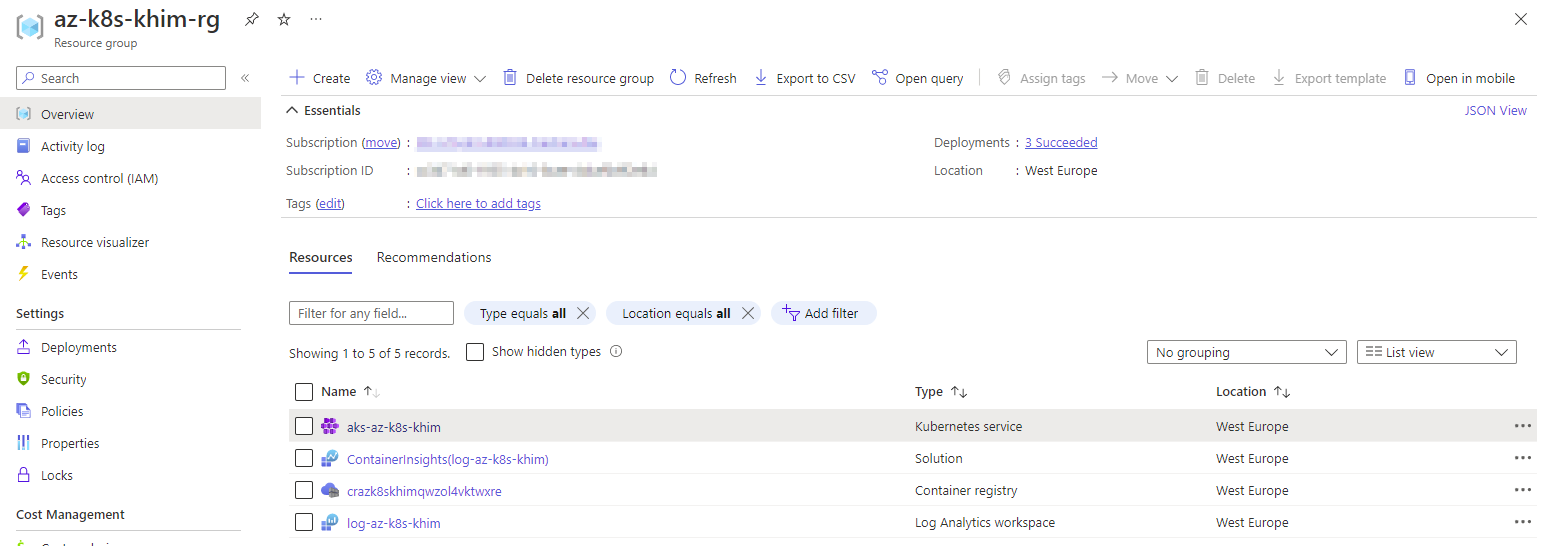 az-k8s-khim-rg
Resource group
Search
Create Manage view Delete resource group Refresh Export to CSV Open query Assign tags Move Delete Export template Open in mobile
Overview
Activity log
Access control (IAM)
Tags
Resource visualizer
Events
Settings
Deployments
Security
Policies
Properties
Locks
Cost Management
Essentials
JSON View
Subscription (move) :
Deployments : 3 Succeeded
Subscription ID :
Location : West Europe
Tags (edit) : Click here to add tags
Resources Recommendations
Filter for any field... Type equals all Location equals all Add filter
Showing 1 to 5 of 5 records. Show hidden types No grouping List view
Name Type Location
aks-az-k8s-khim Kubernetes service West Europe
ContainerInsights(log-az-k8s-khim) Solution West Europe
crazk8skhimqwzol4vktwxre Container registry West Europe
log-az-k8s-khim Log Analytics workspace West Europe